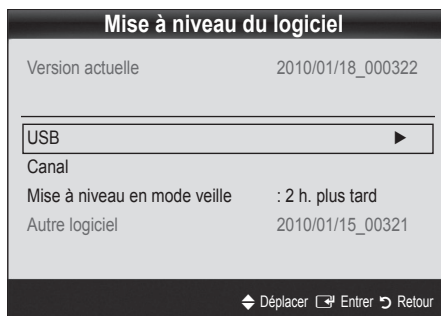 Mise à niveau du logiciel
Version actuelle 2010/01/18_000322
USB ►
Canal
Mise à niveau en mode veille : 2 h. plus tard
Autre logiciel 2010/01/15_00321
Déplacer Entrer Retour